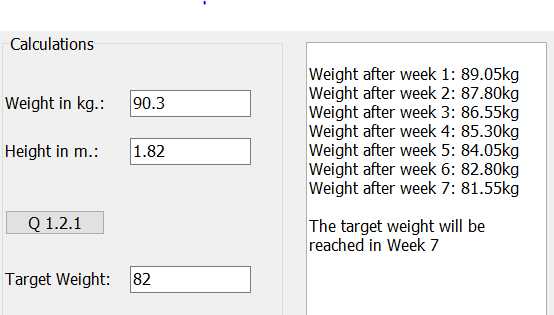 Calculations
Weight in kg.: 90.3
Height in m.: 1.82
Q 1.2.1
Target Weight: 82
Weight after week 1: 89.05kg
Weight after week 2: 87.80kg
Weight after week 3: 86.55kg
Weight after week 4: 85.30kg
Weight after week 5: 84.05kg
Weight after week 6: 82.80kg
Weight after week 7: 81.55kg
The target weight will be
reached in Week 7